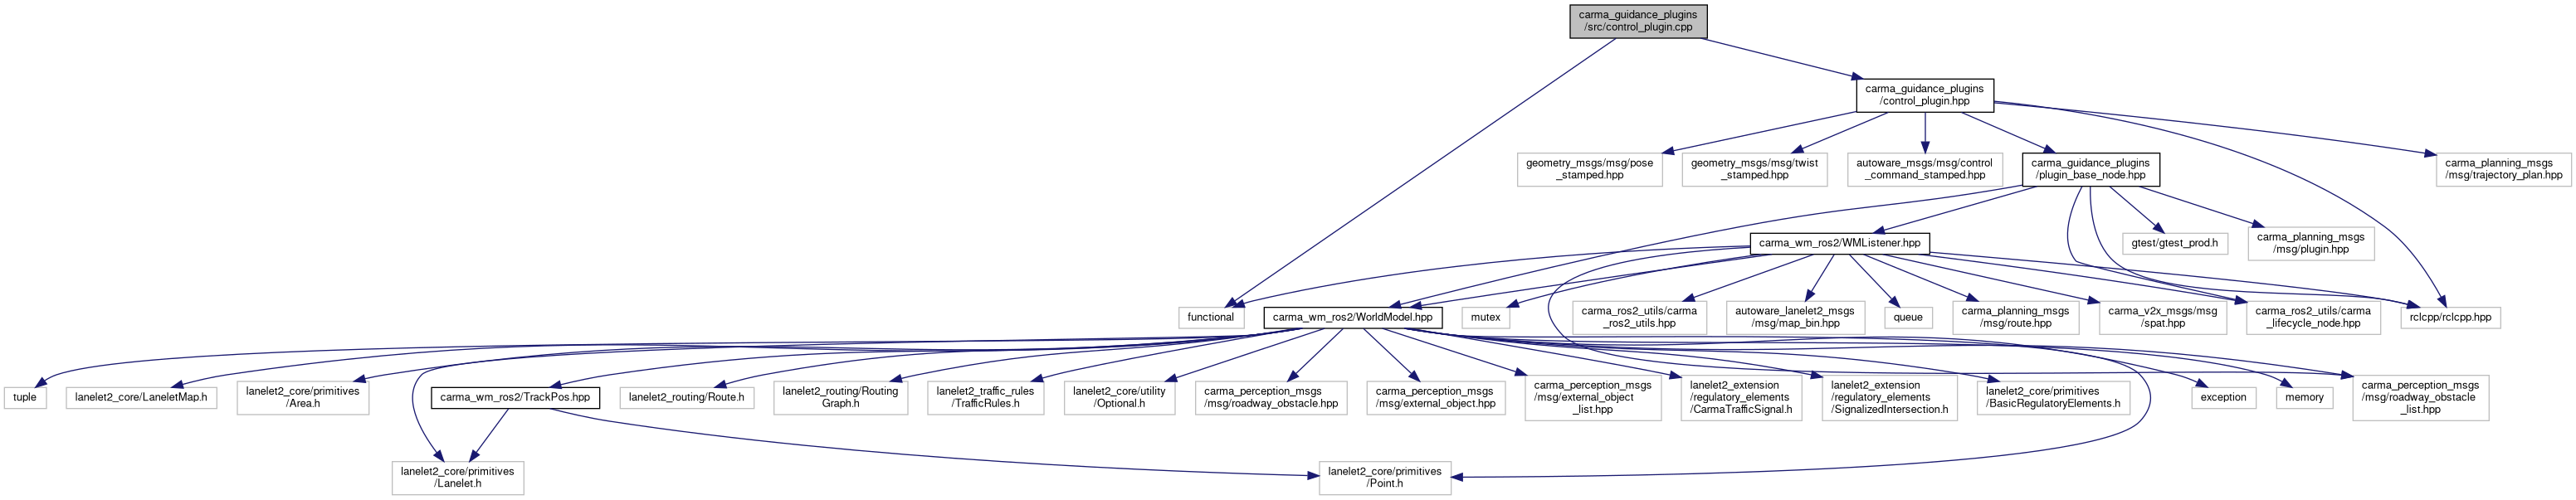 carma_guidance_plugins
/src/control_plugin.cpp
carma_guidance_plugins
/control_plugin.hpp
geometry_msgs/msg/pose
_stamped.hpp
geometry_msgs/msg/twist
_stamped.hpp
autoware_msgs/msg/control
_command_stamped.hpp
carma_guidance_plugins
/plugin_base_node.hpp
carma_planning_msgs
/msg/trajectory_plan.hpp
carma_wm_ros2/WMListener.hpp
gtest/gtest_prod.h
carma_planning_msgs
/msg/plugin.hpp
functional
carma_wm_ros2/WorldModel.hpp
mutex
carma_ros2_utils/carma
_ros2_utils.hpp
autoware_lanelet2_msgs
/msg/map_bin.hpp
queue
carma_planning_msgs
/msg/route.hpp
carma_v2x_msgs/msg
/spat.hpp
carma_ros2_utils/carma
_lifecycle_node.hpp
rclcpp/rclcpp.hpp
tuple
lanelet2_core/LaneletMap.h
lanelet2_core/primitives
/Area.h
carma_wm_ros2/TrackPos.hpp
lanelet2_routing/Route.h
lanelet2_routing/Routing
Graph.h
lanelet2_traffic_rules
/TrafficRules.h
lanelet2_core/utility
/Optional.h
carma_perception_msgs
/msg/roadway_obstacle.hpp
carma_perception_msgs
/msg/external_object.hpp
carma_perception_msgs
/msg/external_object
_list.hpp
lanelet2_extension
/regulatory_elements
/CarmaTrafficSignal.h
lanelet2_extension
/regulatory_elements
/SignalizedIntersection.h
lanelet2_core/primitives
/BasicRegulatoryElements.h
exception
memory
carma_perception_msgs
/msg/roadway_obstacle
_list.hpp
lanelet2_core/primitives
/Lanelet.h
lanelet2_core/primitives
/Point.h